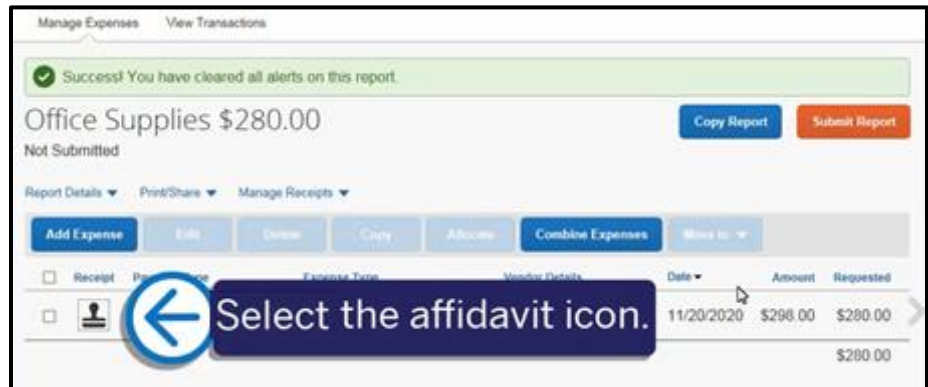 Manage Expenses View Transactions
Success! You have cleared all alerts on this report.
Office Supplies $280.00
Copy Report Submit Report
Not Submitted
Report Details Print/Share Manage Receipts
Add Expense Edit Delete Copy Allocate Combine Expenses Move to
Receipt Expense Type Vendor Details Date Amount Requested
Select the affidavit icon.
11/20/2020 $298.00 $280.00
$280.00